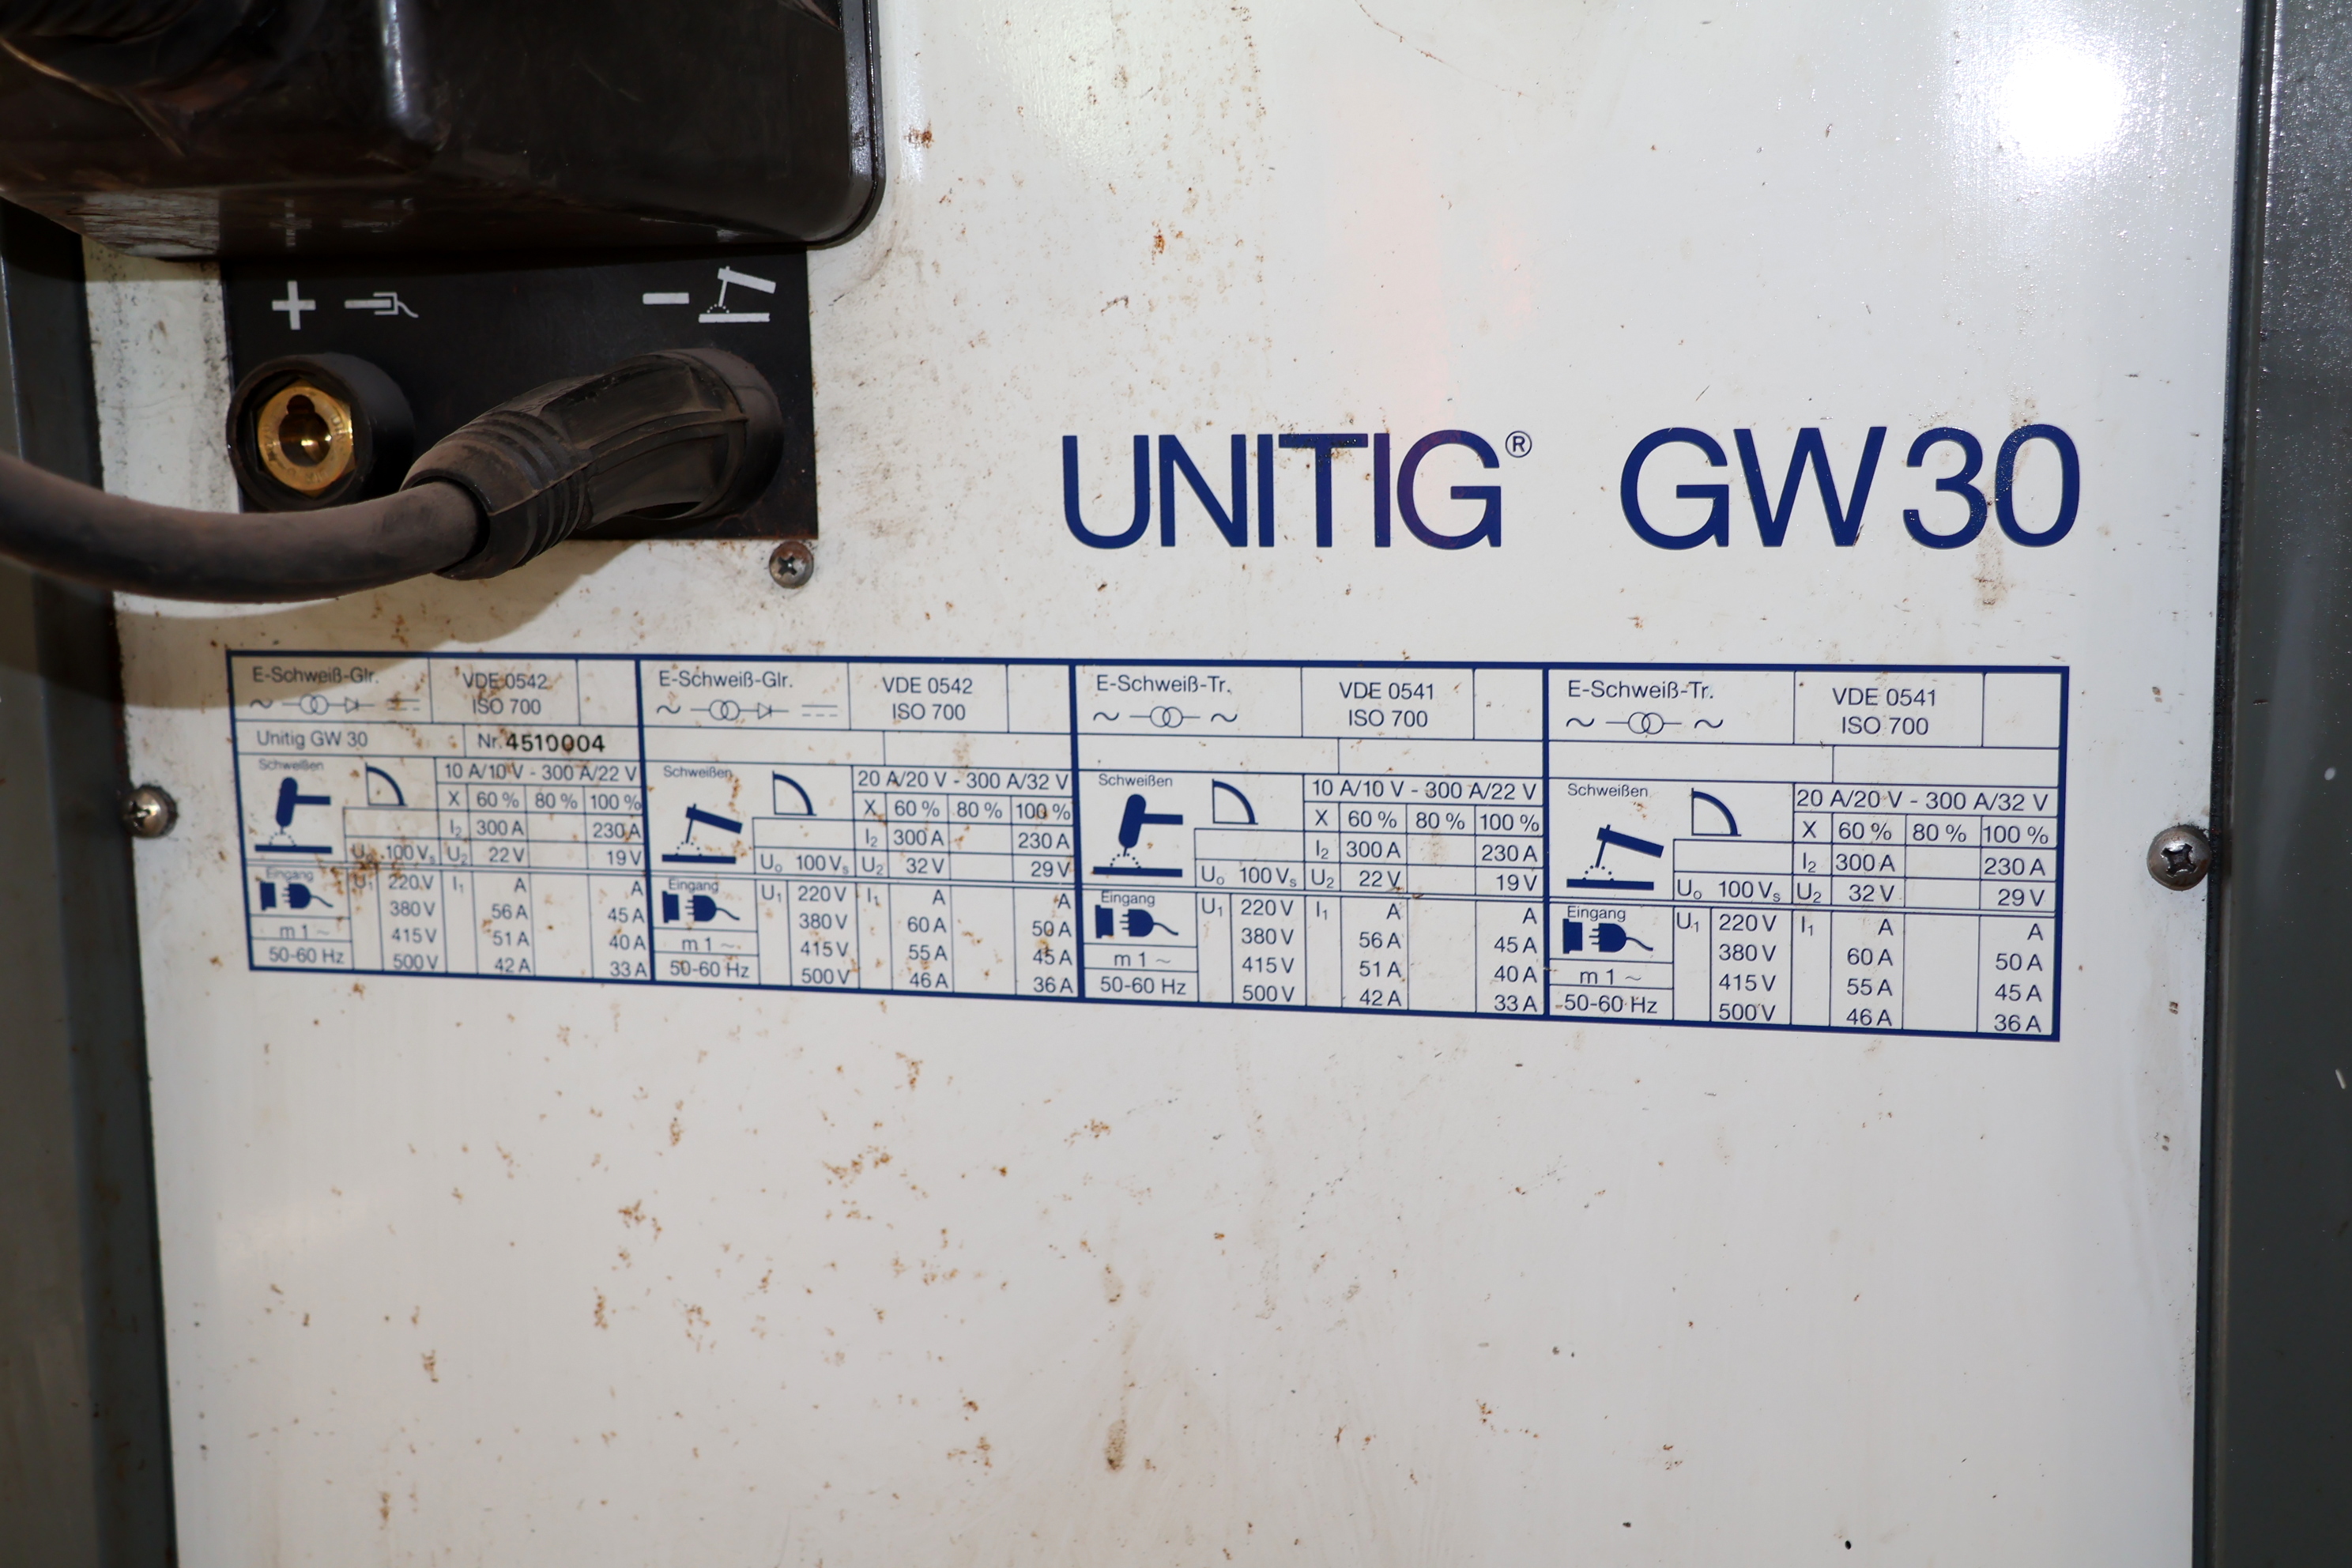 + −
UNITIG® GW 30
E-Schweiß-Glr. VDE 0542
ISO 700
Unitig GW 30 Nr. 4510004
Schweißen 10 A/10 V - 300 A/22 V
X 60 % 80 % 100 %
I₂ 300 A 230 A
U₀ 100 Vₛ U₂ 22 V 19 V
Eingang U₁ 220 V I₁ A A
380 V 56 A 45 A
m 1 ~ 415 V 51 A 40 A
50-60 Hz 500 V 42 A 33 A
E-Schweiß-Glr. VDE 0542
ISO 700
Schweißen 20 A/20 V - 300 A/32 V
X 60 % 80 % 100 %
I₂ 300 A 230 A
U₀ 100 Vₛ U₂ 32 V 29 V
Eingang U₁ 220 V I₁ A A
380 V 60 A 50 A
m 1 ~ 415 V 55 A 45 A
50-60 Hz 500 V 46 A 36 A
E-Schweiß-Tr. VDE 0541
ISO 700
Schweißen 10 A/10 V - 300 A/22 V
X 60 % 80 % 100 %
I₂ 300 A 230 A
U₀ 100 Vₛ U₂ 22 V 19 V
Eingang U₁ 220 V I₁ A A
380 V 56 A 45 A
m 1 ~ 415 V 51 A 40 A
50-60 Hz 500 V 42 A 33 A
E-Schweiß-Tr. VDE 0541
ISO 700
Schweißen 20 A/20 V - 300 A/32 V
X 60 % 80 % 100 %
I₂ 300 A 230 A
U₀ 100 Vₛ U₂ 32 V 29 V
Eingang U₁ 220 V I₁ A A
380 V 60 A 50 A
m 1 ~ 415 V 55 A 45 A
50-60 Hz 500 V 46 A 36 A